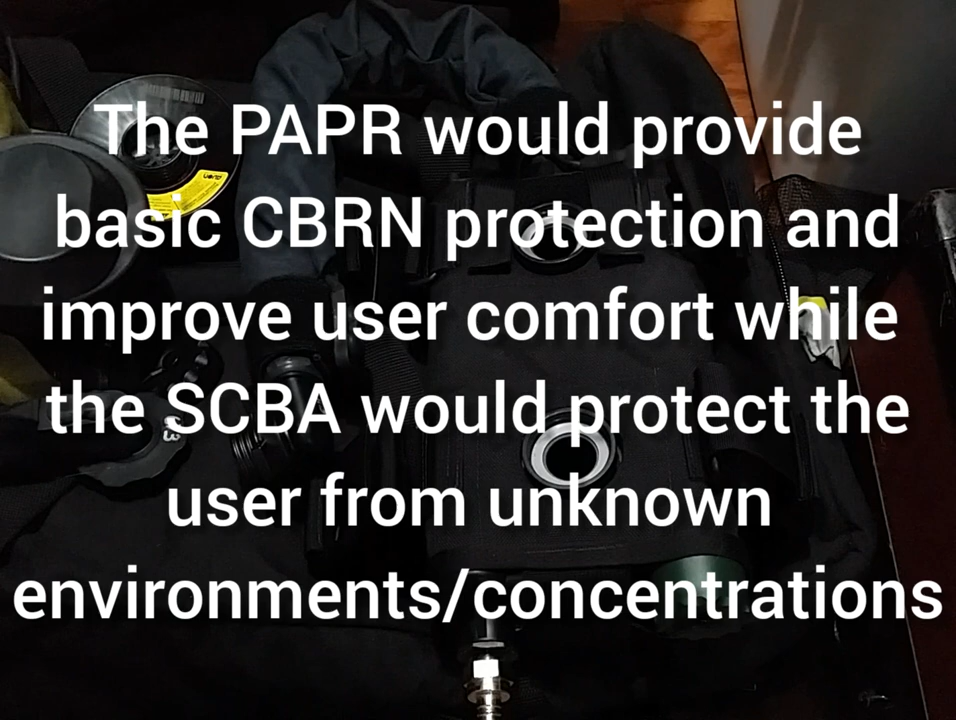 The PAPR would provide
basic CBRN protection and
improve user comfort while
the SCBA would protect the
user from unknown
environments/concentrations